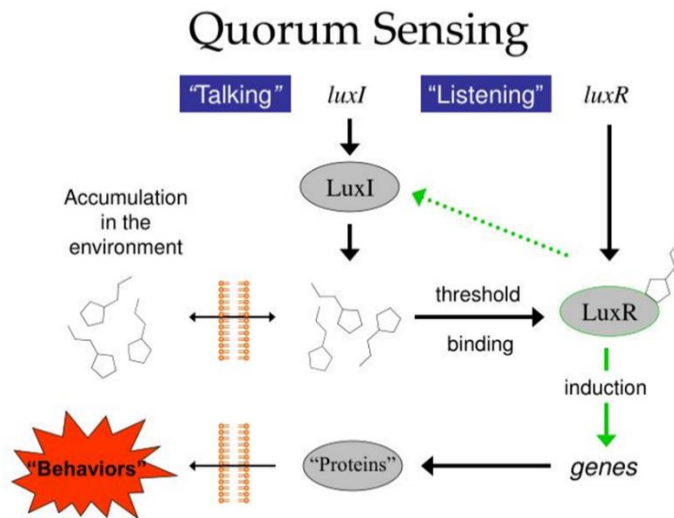 Quorum Sensing
“Talking”
luxI
“Listening”
luxR
LuxI
Accumulation
in the
environment
threshold
binding
LuxR
induction
“Behaviors”
“Proteins”
genes